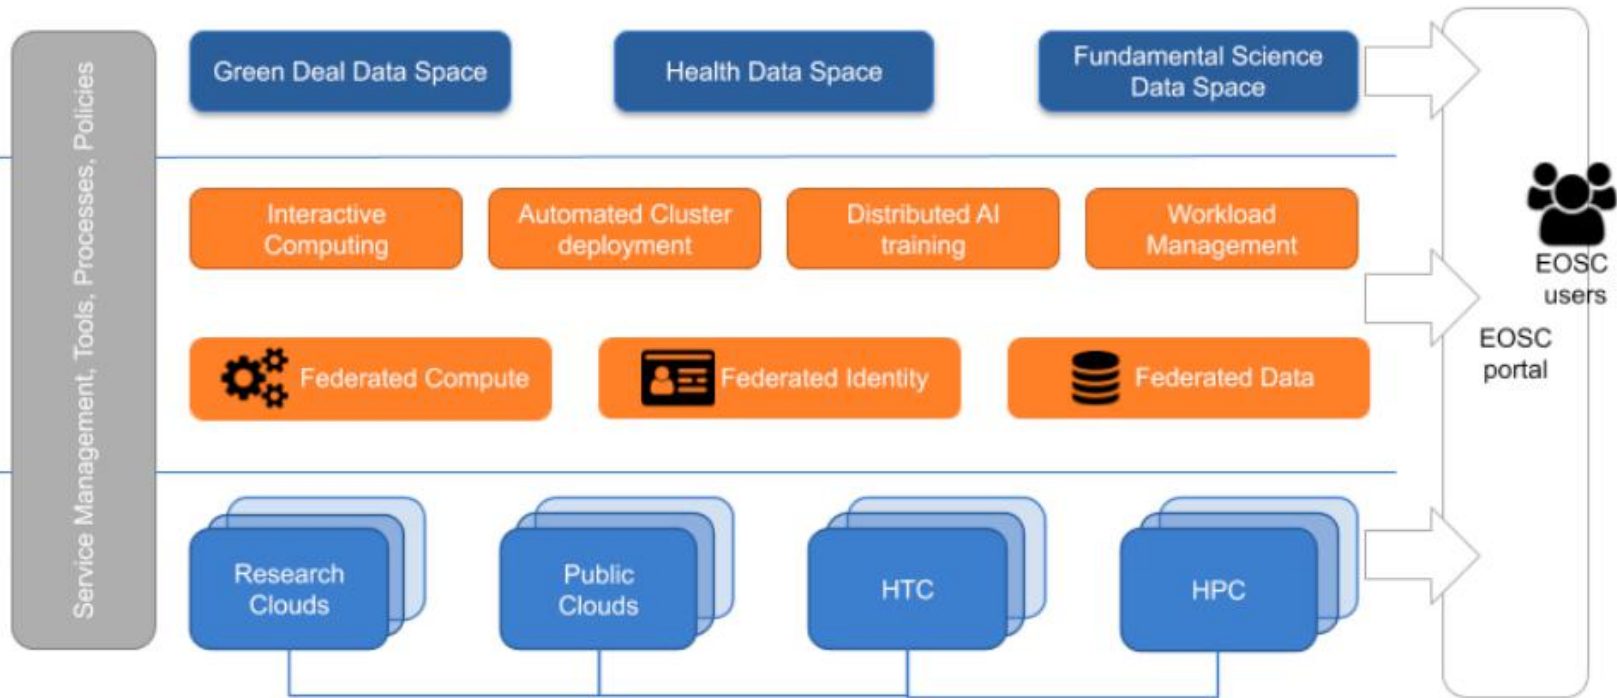 Service Management, Tools, Processes, Policies
Green Deal Data Space
Health Data Space
Fundamental Science
Data Space
Interactive
Computing
Automated Cluster
deployment
Distributed AI
training
Workload
Management
EOSC
users
EOSC
portal
Federated Compute
Federated Identity
Federated Data
Research
Clouds
Public
Clouds
HTC
HPC